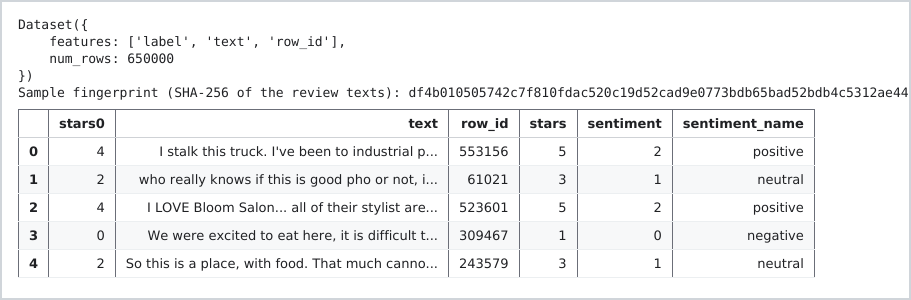 Dataset({
    features: ['label', 'text', 'row_id'],
    num_rows: 650000
})
Sample fingerprint (SHA-256 of the review texts): df4b010505742c7f810fdac520c19d52cad9e0773bdb65bad52bdb4c5312ae44
stars0 text row_id stars sentiment sentiment_name
0 4 I stalk this truck. I've been to industrial p... 553156 5 2 positive
1 2 who really knows if this is good pho or not, i... 61021 3 1 neutral
2 4 I LOVE Bloom Salon... all of their stylist are... 523601 5 2 positive
3 0 We were excited to eat here, it is difficult t... 309467 1 0 negative
4 2 So this is a place, with food. That much canno... 243579 3 1 neutral